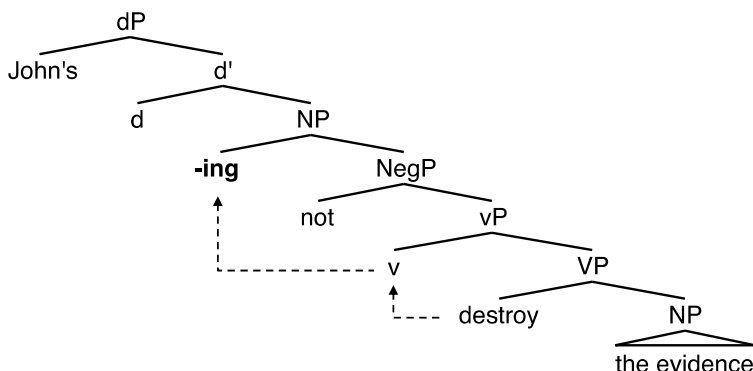 dP
John's d'
d NP
-ing NegP
not vP
v VP
destroy NP
the evidence